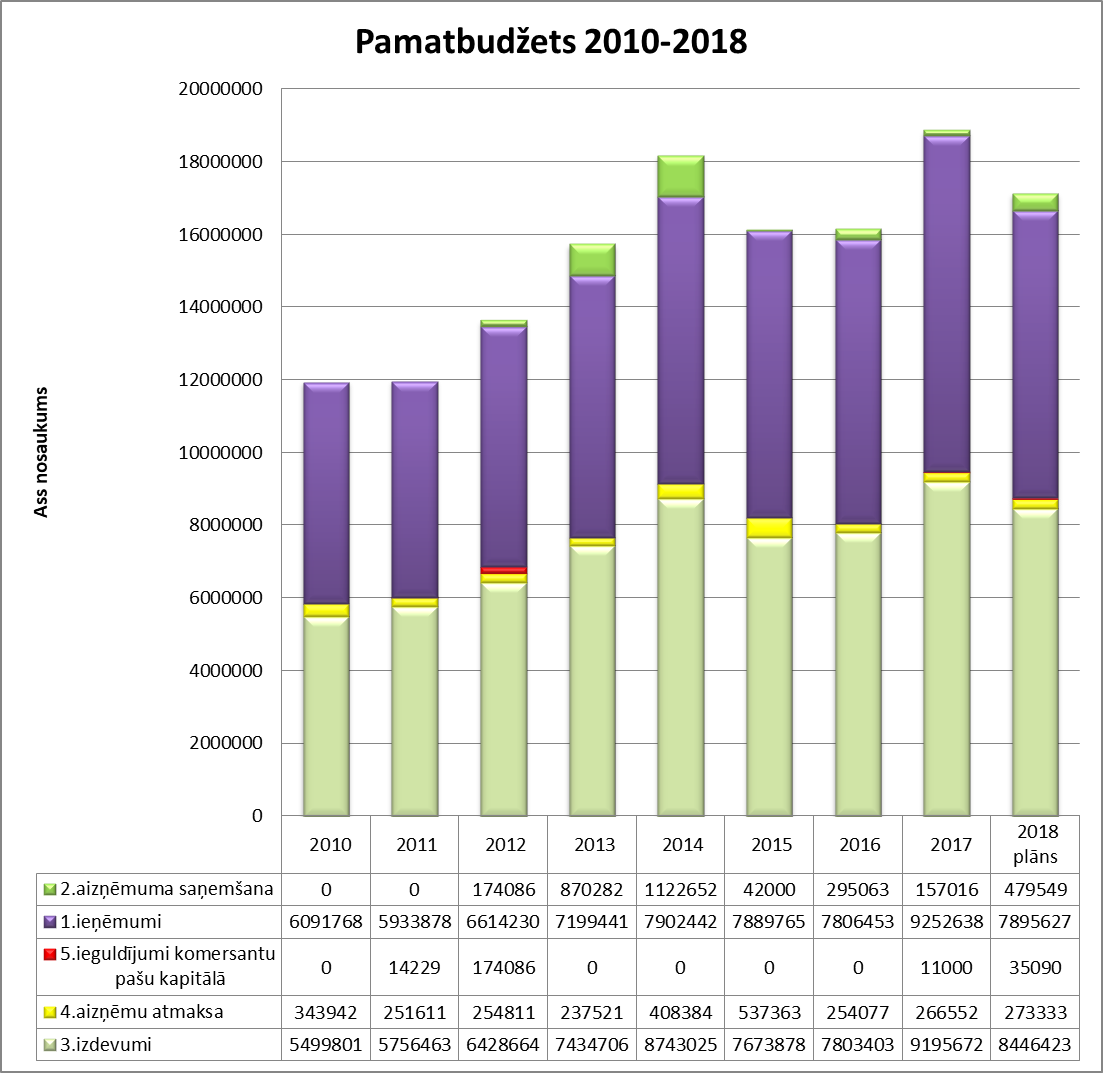 Pamatbudžets 2010-2018
Ass nosaukums
20000000
18000000
16000000
14000000
12000000
10000000
8000000
6000000
4000000
2000000
0
2010 2011 2012 2013 2014 2015 2016 2017 2018
plāns
2.aizņēmuma saņemšana 0 0 174086 870282 1122652 42000 295063 157016 479549
1.ieņēmumi 6091768 5933878 6614230 7199441 7902442 7889765 7806453 9252638 7895627
5.ieguldījumi komersantu
pašu kapitālā 0 14229 174086 0 0 0 0 11000 35090
4.aizņēmu atmaksa 343942 251611 254811 237521 408384 537363 254077 266552 273333
3.izdevumi 5499801 5756463 6428664 7434706 8743025 7673878 7803403 9195672 8446423